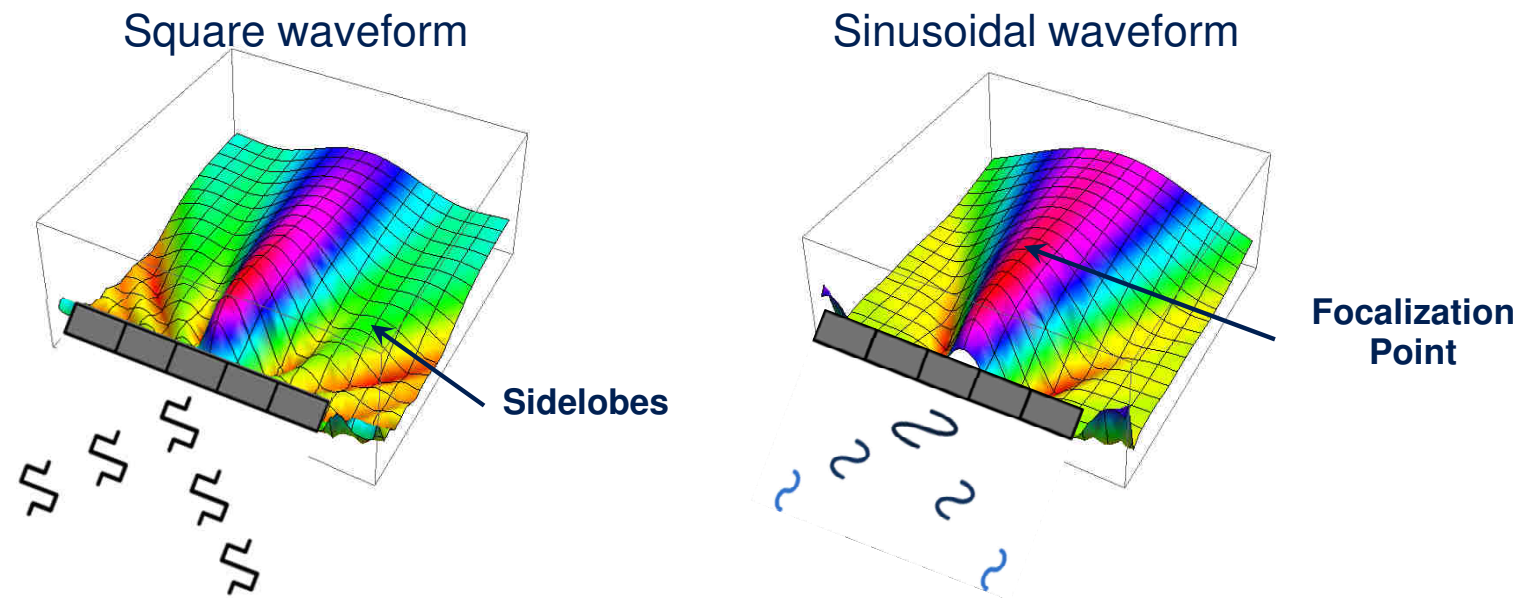 Square waveform
Sinusoidal waveform
Sidelobes
Focalization
Point